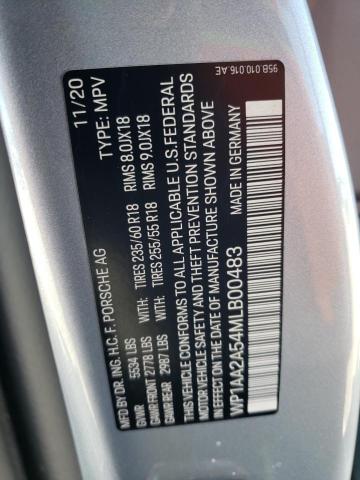 95B.010.016.AE
11/20
TYPE: MPV
MFD BY: DR. ING. H.C. F. PORSCHE AG
GVWR 5534 LBS WITH: TIRES 235/60 R18 RIMS 8.0JX18
GAWR FRONT 2778 LBS WITH: TIRES 255/55 R18 RIMS 9.0JX18
GAWR REAR 2987 LBS
THIS VEHICLE CONFORMS TO ALL APPLICABLE U.S. FEDERAL
MOTOR VEHICLE SAFETY AND THEFT PREVENTION STANDARDS
IN EFFECT ON THE DATE OF MANUFACTURE SHOWN ABOVE
WP1AA2A54MLB00483 MADE IN GERMANY